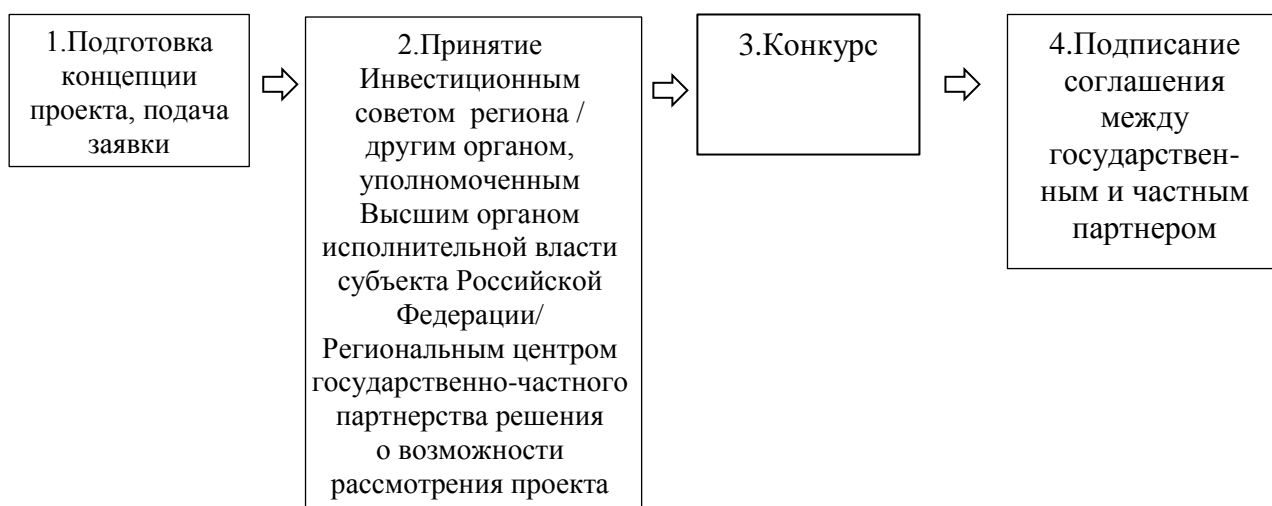 1.Подготовка
концепции
проекта, подача
заявки
2.Принятие
Инвестиционным
советом региона /
другим органом,
уполномоченным
Высшим органом
исполнительной власти
субъекта Российской
Федерации/
Региональным центром
государственно-частного
партнерства решения
о возможности
рассмотрения проекта
3.Конкурс
4.Подписание
соглашения
между
государствен-
ным и частным
партнером